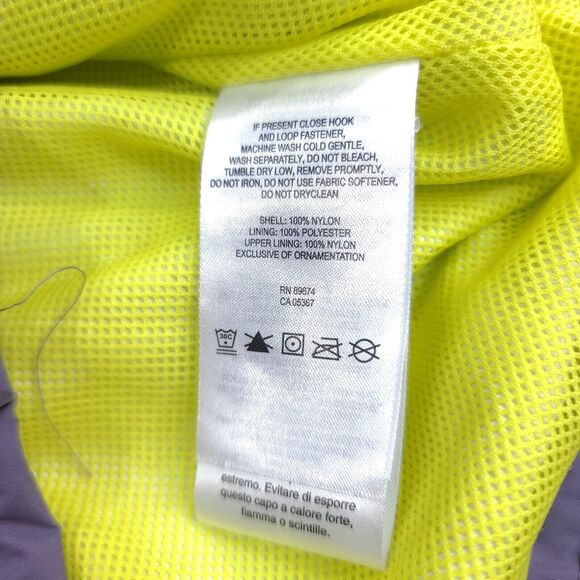 IF PRESENT CLOSE HOOK
AND LOOP FASTENER,
MACHINE WASH COLD GENTLE,
WASH SEPARATELY, DO NOT BLEACH,
TUMBLE DRY LOW, REMOVE PROMPTLY,
DO NOT IRON, DO NOT USE FABRIC SOFTENER,
DO NOT DRYCLEAN
SHELL: 100% NYLON
LINING: 100% POLYESTER
UPPER LINING: 100% NYLON
EXCLUSIVE OF ORNAMENTATION
RN 89674
CA 05367
30C
estremo. Evitare di esporre
questo capo a calore forte,
fiamma o scintille.